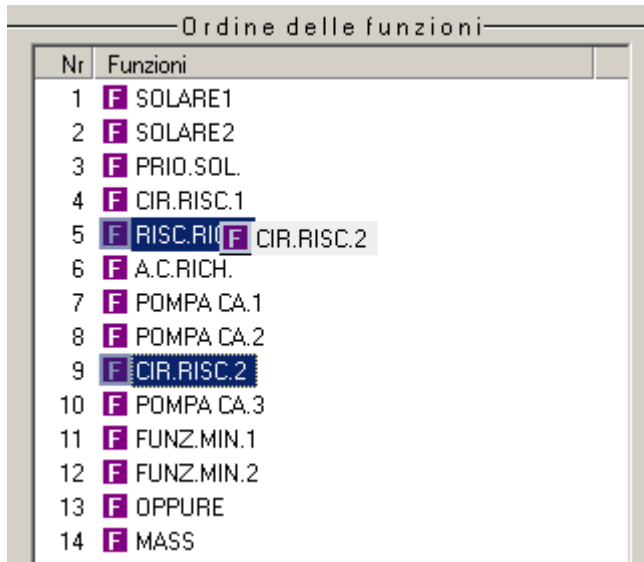 Ordine delle funzioni
Nr Funzioni
1 F SOLARE1
2 F SOLARE2
3 F PRIO.SOL.
4 F CIR.RISC.1
5 F F CIR.RISC.2
6 F A.C.RICH.
7 F POMPA CA.1
8 F POMPA CA.2
9 F CIR.RISC.2
10 F POMPA CA.3
11 F FUNZ.MIN.1
12 F FUNZ.MIN.2
13 F OPPURE
14 F MASS